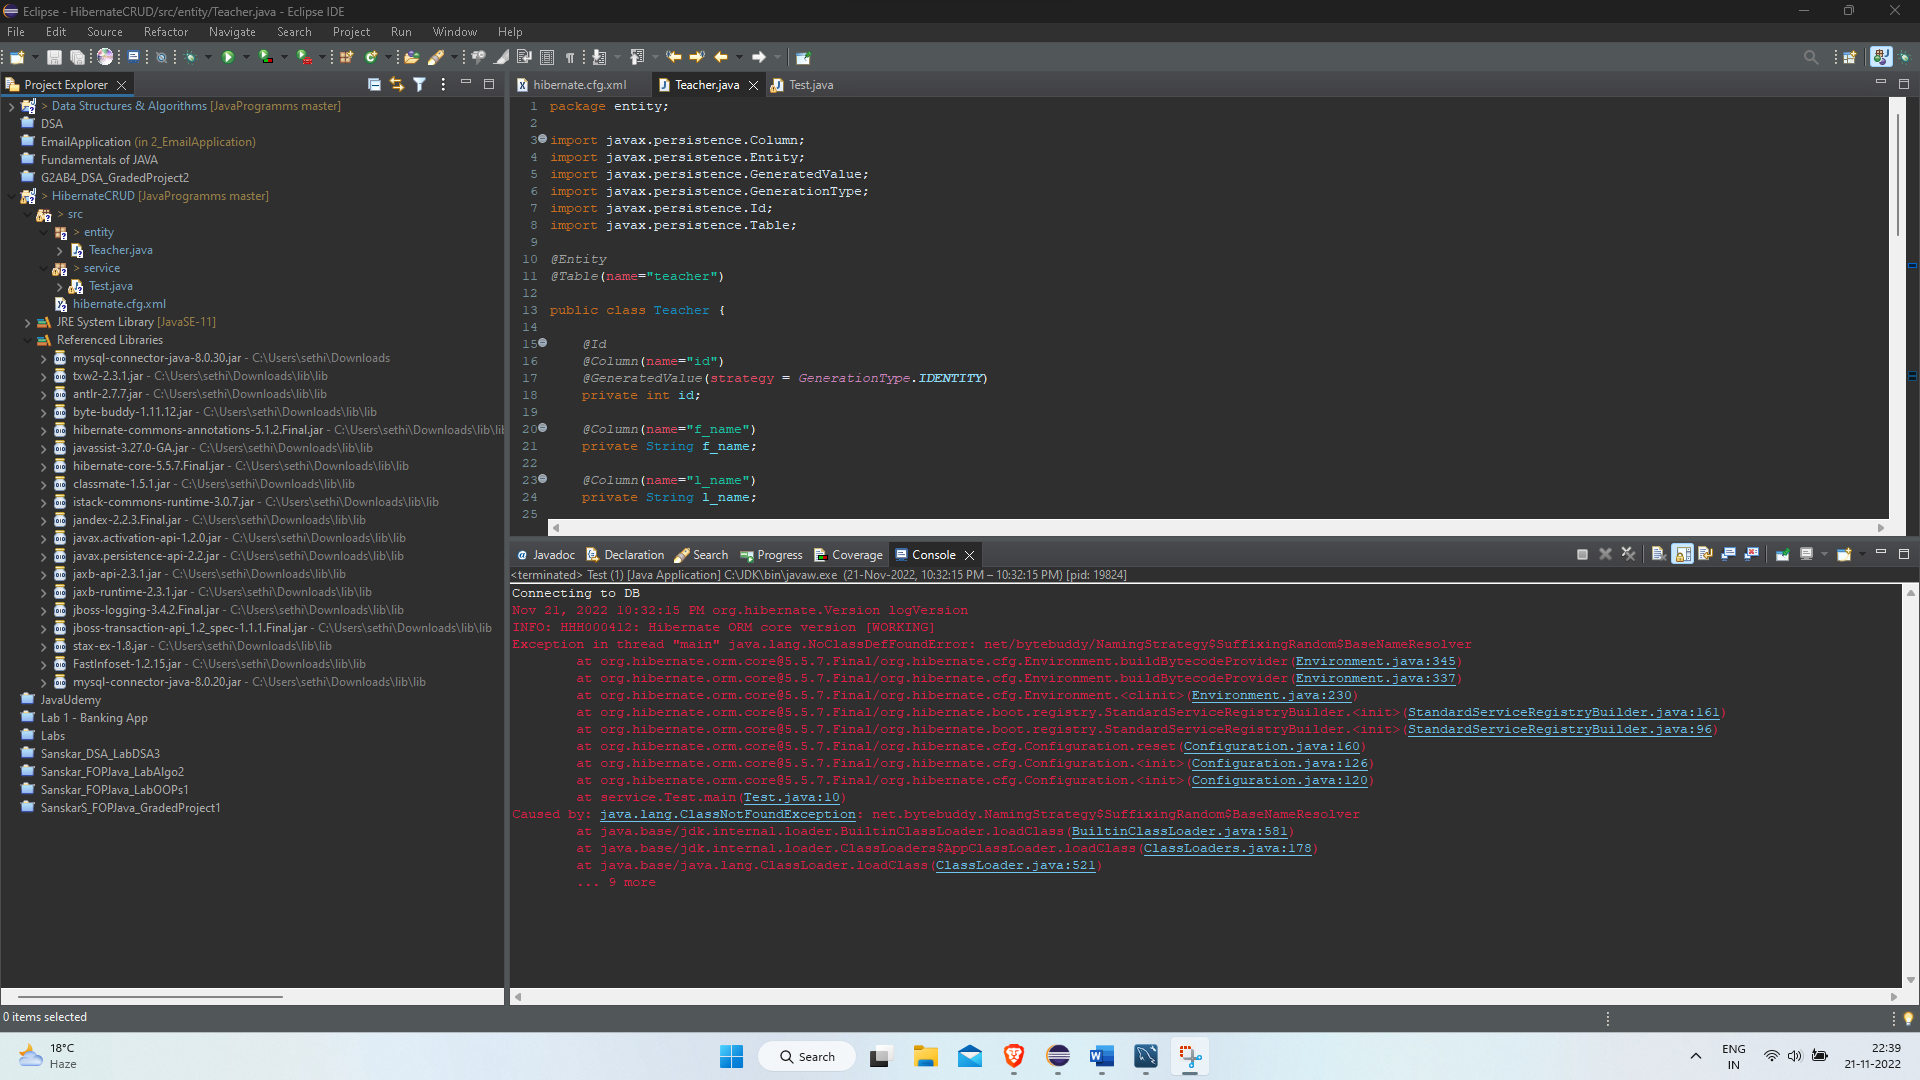 Eclipse - HibernateCRUD/src/entity/Teacher.java - Eclipse IDE
File Edit Source Refactor Navigate Search Project Run Window Help
Project Explorer
> Data Structures & Algorithms [JavaProgramms master]
DSA
EmailApplication (in 2_EmailApplication)
Fundamentals of JAVA
G2AB4_DSA_GradedProject2
> HibernateCRUD [JavaProgramms master]
> src
> entity
Teacher.java
> service
Test.java
hibernate.cfg.xml
JRE System Library [JavaSE-11]
Referenced Libraries
mysql-connector-java-8.0.30.jar - C:\Users\sethi\Downloads
txw2-2.3.1.jar - C:\Users\sethi\Downloads\lib\lib
antlr-2.7.7.jar - C:\Users\sethi\Downloads\lib\lib
byte-buddy-1.11.12.jar - C:\Users\sethi\Downloads\lib\lib
hibernate-commons-annotations-5.1.2.Final.jar - C:\Users\sethi\Downloads\lib\lib
javassist-3.27.0-GA.jar - C:\Users\sethi\Downloads\lib\lib
hibernate-core-5.5.7.Final.jar - C:\Users\sethi\Downloads\lib\lib
classmate-1.5.1.jar - C:\Users\sethi\Downloads\lib\lib
istack-commons-runtime-3.0.7.jar - C:\Users\sethi\Downloads\lib\lib
jandex-2.2.3.Final.jar - C:\Users\sethi\Downloads\lib\lib
javax.activation-api-1.2.0.jar - C:\Users\sethi\Downloads\lib\lib
javax.persistence-api-2.2.jar - C:\Users\sethi\Downloads\lib\lib
jaxb-api-2.3.1.jar - C:\Users\sethi\Downloads\lib\lib
jaxb-runtime-2.3.1.jar - C:\Users\sethi\Downloads\lib\lib
jboss-logging-3.4.2.Final.jar - C:\Users\sethi\Downloads\lib\lib
jboss-transaction-api_1.2_spec-1.1.1.Final.jar - C:\Users\sethi\Downloads\lib\lib
stax-ex-1.8.jar - C:\Users\sethi\Downloads\lib\lib
FastInfoset-1.2.15.jar - C:\Users\sethi\Downloads\lib\lib
mysql-connector-java-8.0.20.jar - C:\Users\sethi\Downloads\lib\lib
JavaUdemy
Lab 1 - Banking App
Labs
Sanskar_DSA_LabDSA3
Sanskar_FOPJava_LabAlgo2
Sanskar_FOPJava_LabOOPs1
SanskarS_FOPJava_GradedProject1
hibernate.cfg.xml Teacher.java Test.java
1 package entity;
2
3 import javax.persistence.Column;
4 import javax.persistence.Entity;
5 import javax.persistence.GeneratedValue;
6 import javax.persistence.GenerationType;
7 import javax.persistence.Id;
8 import javax.persistence.Table;
9
10 @Entity
11 @Table(name="teacher")
12
13 public class Teacher {
14
15 @Id
16 @Column(name="id")
17 @GeneratedValue(strategy = GenerationType.IDENTITY)
18 private int id;
19
20 @Column(name="f_name")
21 private String f_name;
22
23 @Column(name="l_name")
24 private String l_name;
25
Javadoc Declaration Search Progress Coverage Console
<terminated> Test (1) [Java Application] C:\JDK\bin\javaw.exe (21-Nov-2022, 10:32:15 PM – 10:32:15 PM) [pid: 19824]
Connecting to DB
Nov 21, 2022 10:32:15 PM org.hibernate.Version logVersion
INFO: HHH000412: Hibernate ORM core version [WORKING]
Exception in thread "main" java.lang.NoClassDefFoundError: net/bytebuddy/NamingStrategy$SuffixingRandom$BaseNameResolver
at org.hibernate.orm.core@5.5.7.Final/org.hibernate.cfg.Environment.buildBytecodeProvider(Environment.java:345)
at org.hibernate.orm.core@5.5.7.Final/org.hibernate.cfg.Environment.buildBytecodeProvider(Environment.java:337)
at org.hibernate.orm.core@5.5.7.Final/org.hibernate.cfg.Environment.<clinit>(Environment.java:230)
at org.hibernate.orm.core@5.5.7.Final/org.hibernate.boot.registry.StandardServiceRegistryBuilder.<init>(StandardServiceRegistryBuilder.java:161)
at org.hibernate.orm.core@5.5.7.Final/org.hibernate.boot.registry.StandardServiceRegistryBuilder.<init>(StandardServiceRegistryBuilder.java:96)
at org.hibernate.orm.core@5.5.7.Final/org.hibernate.cfg.Configuration.reset(Configuration.java:160)
at org.hibernate.orm.core@5.5.7.Final/org.hibernate.cfg.Configuration.<init>(Configuration.java:126)
at org.hibernate.orm.core@5.5.7.Final/org.hibernate.cfg.Configuration.<init>(Configuration.java:120)
at service.Test.main(Test.java:10)
Caused by: java.lang.ClassNotFoundException: net.bytebuddy.NamingStrategy$SuffixingRandom$BaseNameResolver
at java.base/jdk.internal.loader.BuiltinClassLoader.loadClass(BuiltinClassLoader.java:581)
at java.base/jdk.internal.loader.ClassLoaders$AppClassLoader.loadClass(ClassLoaders.java:178)
at java.base/java.lang.ClassLoader.loadClass(ClassLoader.java:521)
... 9 more
0 items selected
18°C
Haze
Search
ENG
IN
22:39
21-11-2022